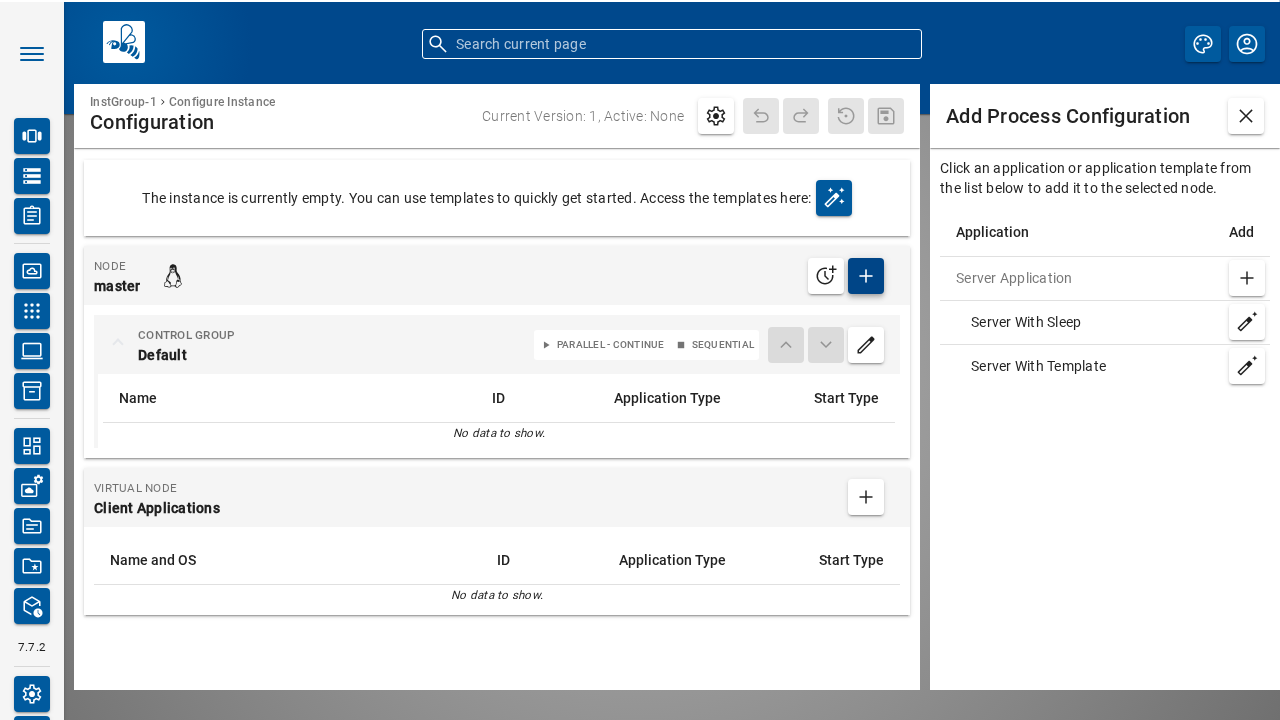 Search current page
InstGroup-1 › Configure Instance
Configuration
Current Version: 1, Active: None
The instance is currently empty. You can use templates to quickly get started. Access the templates here:
NODE
master
CONTROL GROUP
Default
PARALLEL - CONTINUE
SEQUENTIAL
Name ID Application Type Start Type
No data to show.
VIRTUAL NODE
Client Applications
Name and OS ID Application Type Start Type
No data to show.
Add Process Configuration
Click an application or application template from
the list below to add it to the selected node.
Application Add
Server Application
Server With Sleep
Server With Template
7.7.2